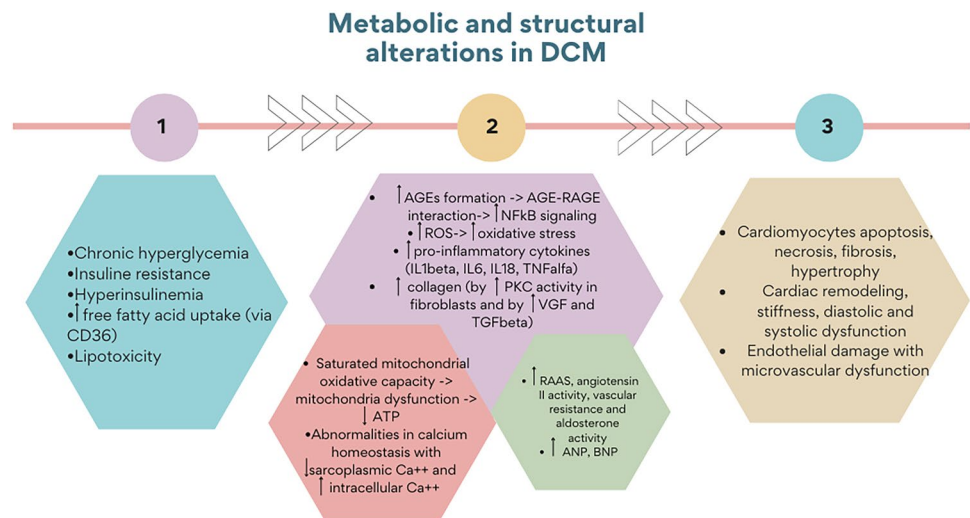 Metabolic and structural
alterations in DCM
1
2
3
•Chronic hyperglycemia
•Insuline resistance
•Hyperinsulinemia
•↑free fatty acid uptake (via
CD36)
•Lipotoxicity
• ↑AGEs formation -> AGE-RAGE
interaction-> ↑NFkB signaling
• ↑ROS-> ↑oxidative stress
• ↑pro-inflammatory cytokines
(IL1beta, IL6, IL18, TNFalfa)
• ↑ collagen (by ↑ PKC activity in
fibroblasts and by ↑VGF and
TGFbeta)
• Saturated mitochondrial
oxidative capacity ->
mitochondria dysfunction ->
↓ ATP
•Abnormalities in calcium
homeostasis with
↓sarcoplasmic Ca++ and
↑ intracellular Ca++
• ↑ RAAS, angiotensin
II activity, vascular
resistance and
aldosterone
activity
• ↑ ANP, BNP
• Cardiomyocytes apoptosis,
necrosis, fibrosis,
hypertrophy
• Cardiac remodeling,
stiffness, diastolic and
systolic dysfunction
• Endothelial damage with
microvascular dysfunction